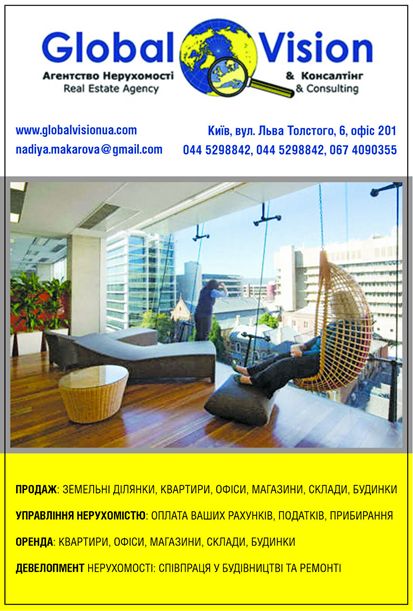 Global Vision
Агентство Нерухомості & Консалтінг
Real Estate Agency & Consulting
www.globalvisionua.com
nadiya.makarova@gmail.com
Київ, вул. Льва Толстого, 6, офіс 201
044 5298842, 044 5298842, 067 4090355
ПРОДАЖ: ЗЕМЕЛЬНІ ДІЛЯНКИ, КВАРТИРИ, ОФІСИ, МАГАЗИНИ, СКЛАДИ, БУДИНКИ
УПРАВЛІННЯ НЕРУХОМІСТЮ: ОПЛАТА ВАШИХ РАХУНКІВ, ПОДАТКІВ, ПРИБИРАННЯ
ОРЕНДА: КВАРТИРИ, ОФІСИ, МАГАЗИНИ, СКЛАДИ, БУДИНКИ
ДЕВЕЛОПМЕНТ НЕРУХОМОСТІ: СПІВПРАЦЯ У БУДІВНИЦТВІ ТА РЕМОНТІ